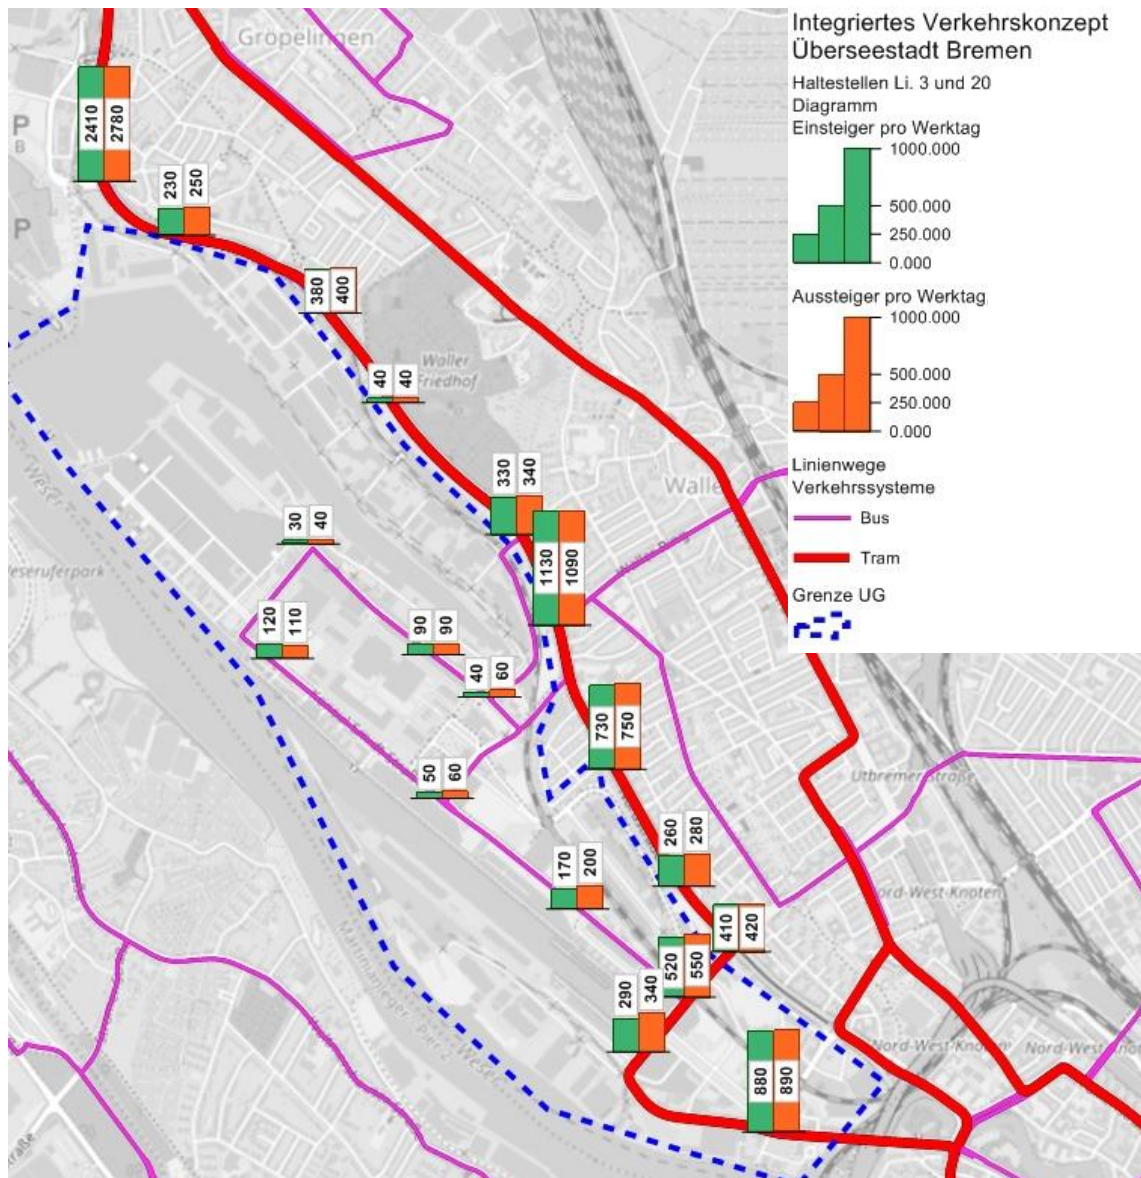 Integriertes Verkehrskonzept
Überseestadt Bremen
Haltestellen Li. 3 und 20
Diagramm
Einsteiger pro Werktag
1000.000
500.000
250.000
0.000
Aussteiger pro Werktag
1000.000
500.000
250.000
0.000
Linienwege
Verkehrssysteme
Bus
Tram
Grenze UG
Gröpelingen
2410 2780
P
B
P
230 250
380 400
Waller
Friedhof
40 40
330 340
Walle
1130 1090
30 40
Weser
120 110
90 90
40 60
730 750
50 60
Utbremer Straße
260 280
170 200
Nord-West-Knoten
410 420
520 550
290 340
Nord-West-Knoten
880 890